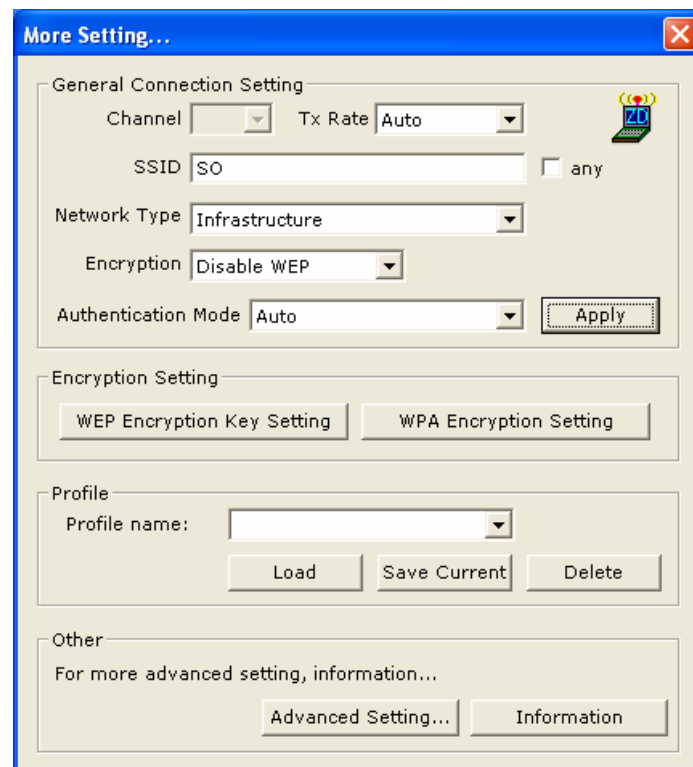 More Setting...
General Connection Setting
Channel Tx Rate Auto
ZD
SSID SO any
Network Type Infrastructure
Encryption Disable WEP
Authentication Mode Auto Apply
Encryption Setting
WEP Encryption Key Setting WPA Encryption Setting
Profile
Profile name:
Load Save Current Delete
Other
For more advanced setting, information...
Advanced Setting... Information